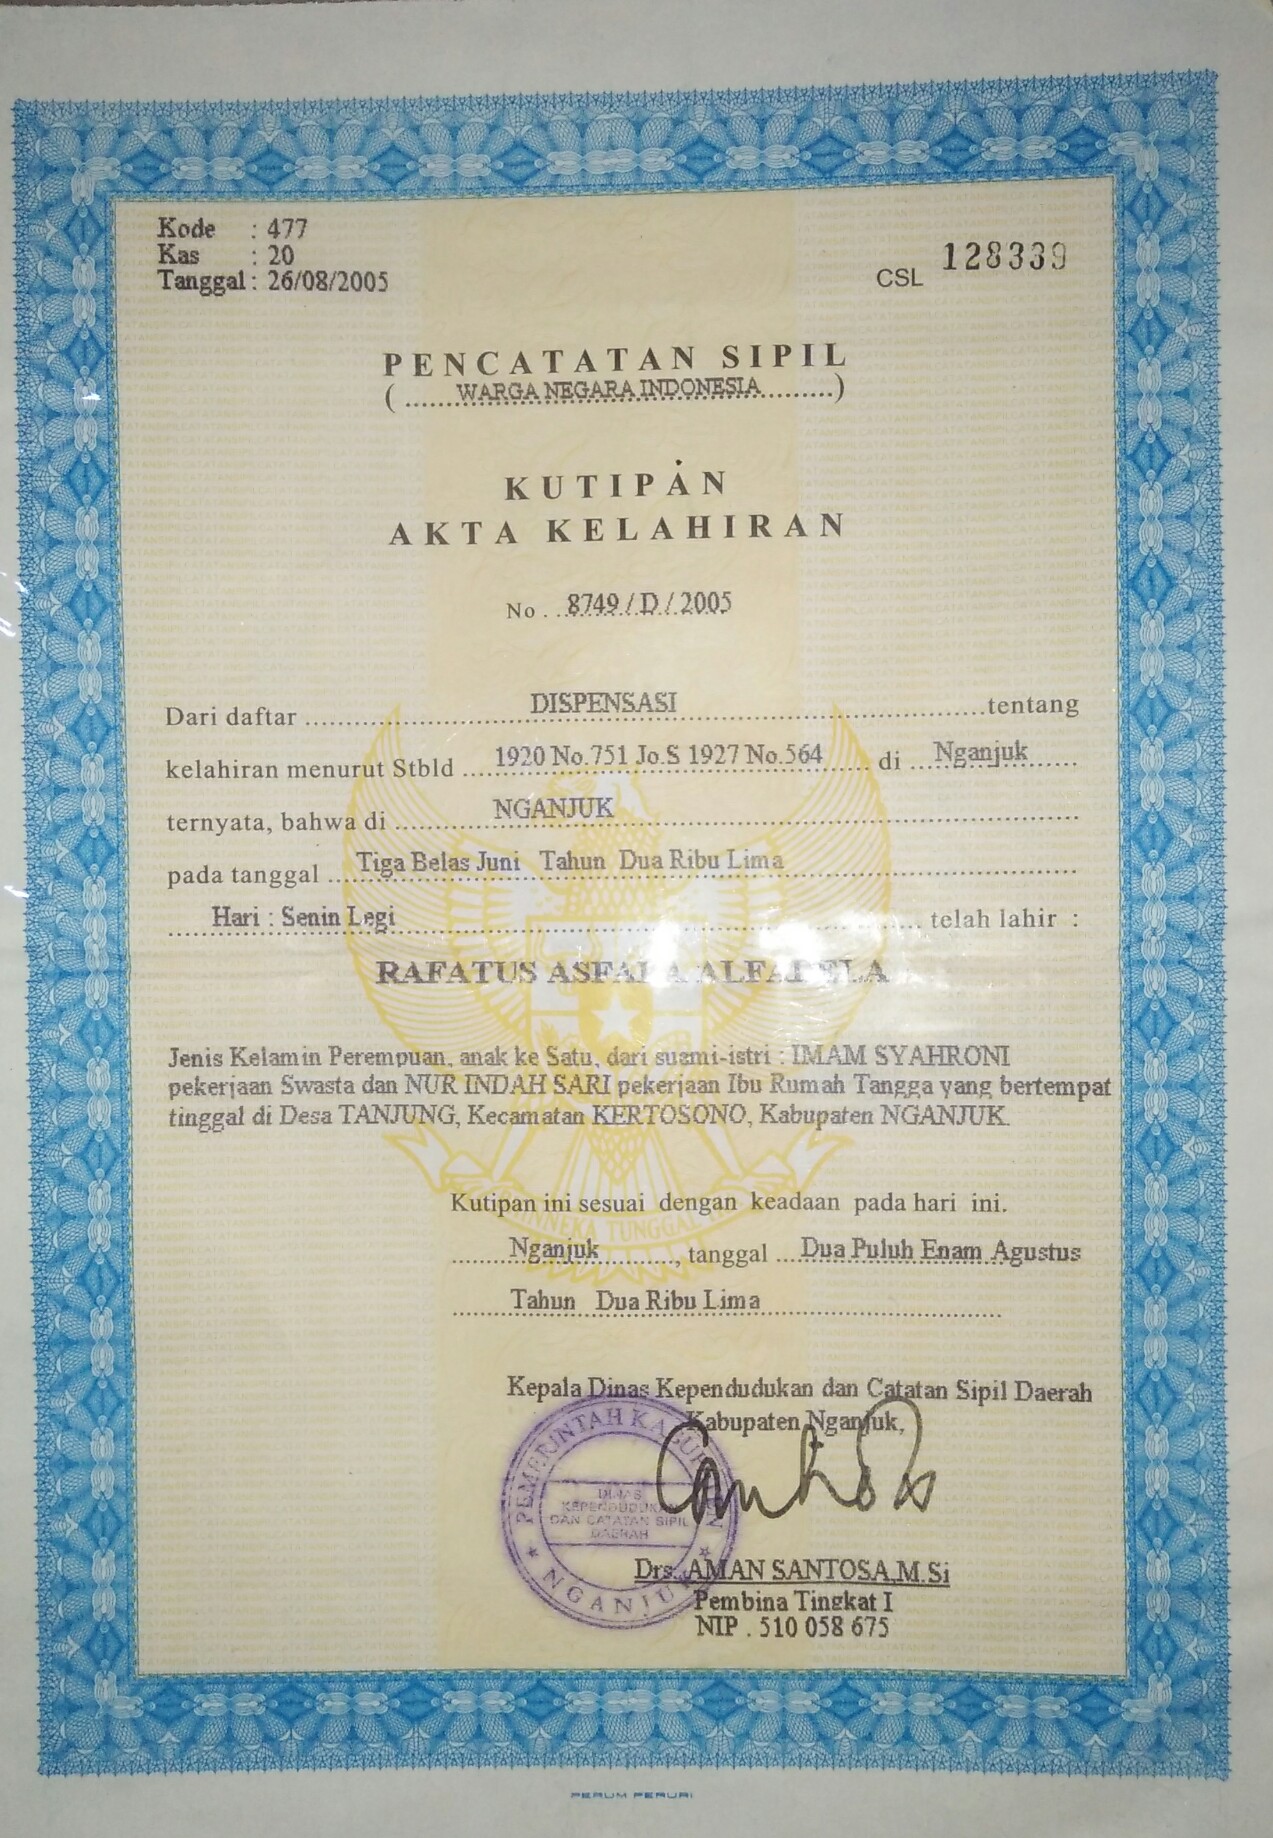 Kode : 477
Kas : 20
Tanggal : 26/08/2005
CSL 128339
PENCATATAN SIPIL
( ......WARGA NEGARA INDONESIA.........)
KUTIPAN
AKTA KELAHIRAN
No . . 8749 / D / 2005
Dari daftar ........ DISPENSASI ........ tentang
kelahiran menurut Stbld ... 1920 No.751 Jo.S 1927 No.564 ..... di ... Nganjuk .....
ternyata, bahwa di ........ NGANJUK ........
pada tanggal ... Tiga Belas Juni Tahun Dua Ribu Lima ........
Hari : Senin Legi ........ telah lahir :
RAFATUS
Jenis Kelamin Perempuan, anak ke Satu, dari suami-istri : IMAM SYAHRONI
pekerjaan Swasta dan NUR INDAH SARI pekerjaan Ibu Rumah Tangga yang bertempat
tinggal di Desa TANJUNG, Kecamatan KERTOSONO, Kabupaten NGANJUK.
TUNGGAL
Kutipan ini sesuai dengan keadaan pada hari ini.
Nganjuk ........, tanggal ... Dua Puluh Enam Agustus
Tahun Dua Ribu Lima
Kepala Dinas Kependudukan dan Catatan Sipil Daerah
Kabupaten Nganjuk,
PEMERINTAH KABUPATEN
DINAS
KEPENDUDUKAN
DAN CATATAN SIPIL
DAERAH
NGANJUK
Drs. AMAN SANTOSA,M.Si
Pembina Tingkat I
NIP . 510 058 675
PERUM PERURI